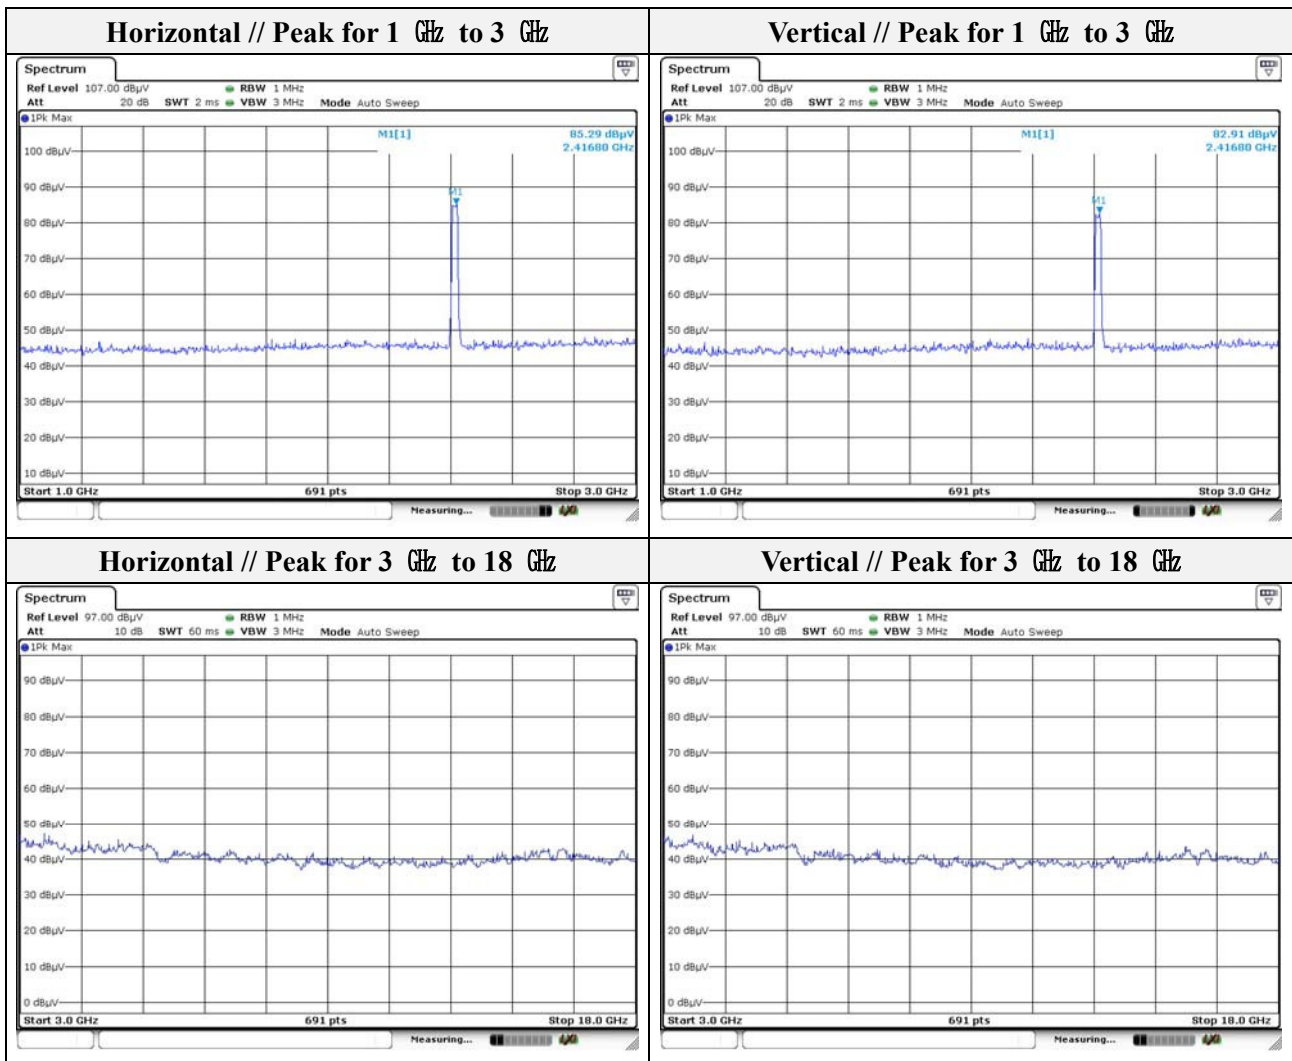 Horizontal // Peak for 1 ㎓ to 3 ㎓
Spectrum
Ref Level 107.00 dBµV RBW 1 MHz
Att 20 dB SWT 2 ms VBW 3 MHz Mode Auto Sweep
1Pk Max
M1[1] 85.29 dBµV
2.41680 GHz
100 dBµV
90 dBµV
M1
80 dBµV
70 dBµV
60 dBµV
50 dBµV
40 dBµV
30 dBµV
20 dBµV
10 dBµV
Start 1.0 GHz 691 pts Stop 3.0 GHz
Measuring...
Vertical // Peak for 1 ㎓ to 3 ㎓
Spectrum
Ref Level 107.00 dBµV RBW 1 MHz
Att 20 dB SWT 2 ms VBW 3 MHz Mode Auto Sweep
1Pk Max
M1[1] 82.91 dBµV
2.41680 GHz
100 dBµV
90 dBµV
M1
80 dBµV
70 dBµV
60 dBµV
50 dBµV
40 dBµV
30 dBµV
20 dBµV
10 dBµV
Start 1.0 GHz 691 pts Stop 3.0 GHz
Measuring...
Horizontal // Peak for 3 ㎓ to 18 ㎓
Spectrum
Ref Level 97.00 dBµV RBW 1 MHz
Att 10 dB SWT 60 ms VBW 3 MHz Mode Auto Sweep
1Pk Max
90 dBµV
80 dBµV
70 dBµV
60 dBµV
50 dBµV
40 dBµV
30 dBµV
20 dBµV
10 dBµV
0 dBµV
Start 3.0 GHz 691 pts Stop 18.0 GHz
Measuring...
Vertical // Peak for 3 ㎓ to 18 ㎓
Spectrum
Ref Level 97.00 dBµV RBW 1 MHz
Att 10 dB SWT 60 ms VBW 3 MHz Mode Auto Sweep
1Pk Max
90 dBµV
80 dBµV
70 dBµV
60 dBµV
50 dBµV
40 dBµV
30 dBµV
20 dBµV
10 dBµV
0 dBµV
Start 3.0 GHz 691 pts Stop 18.0 GHz
Measuring...